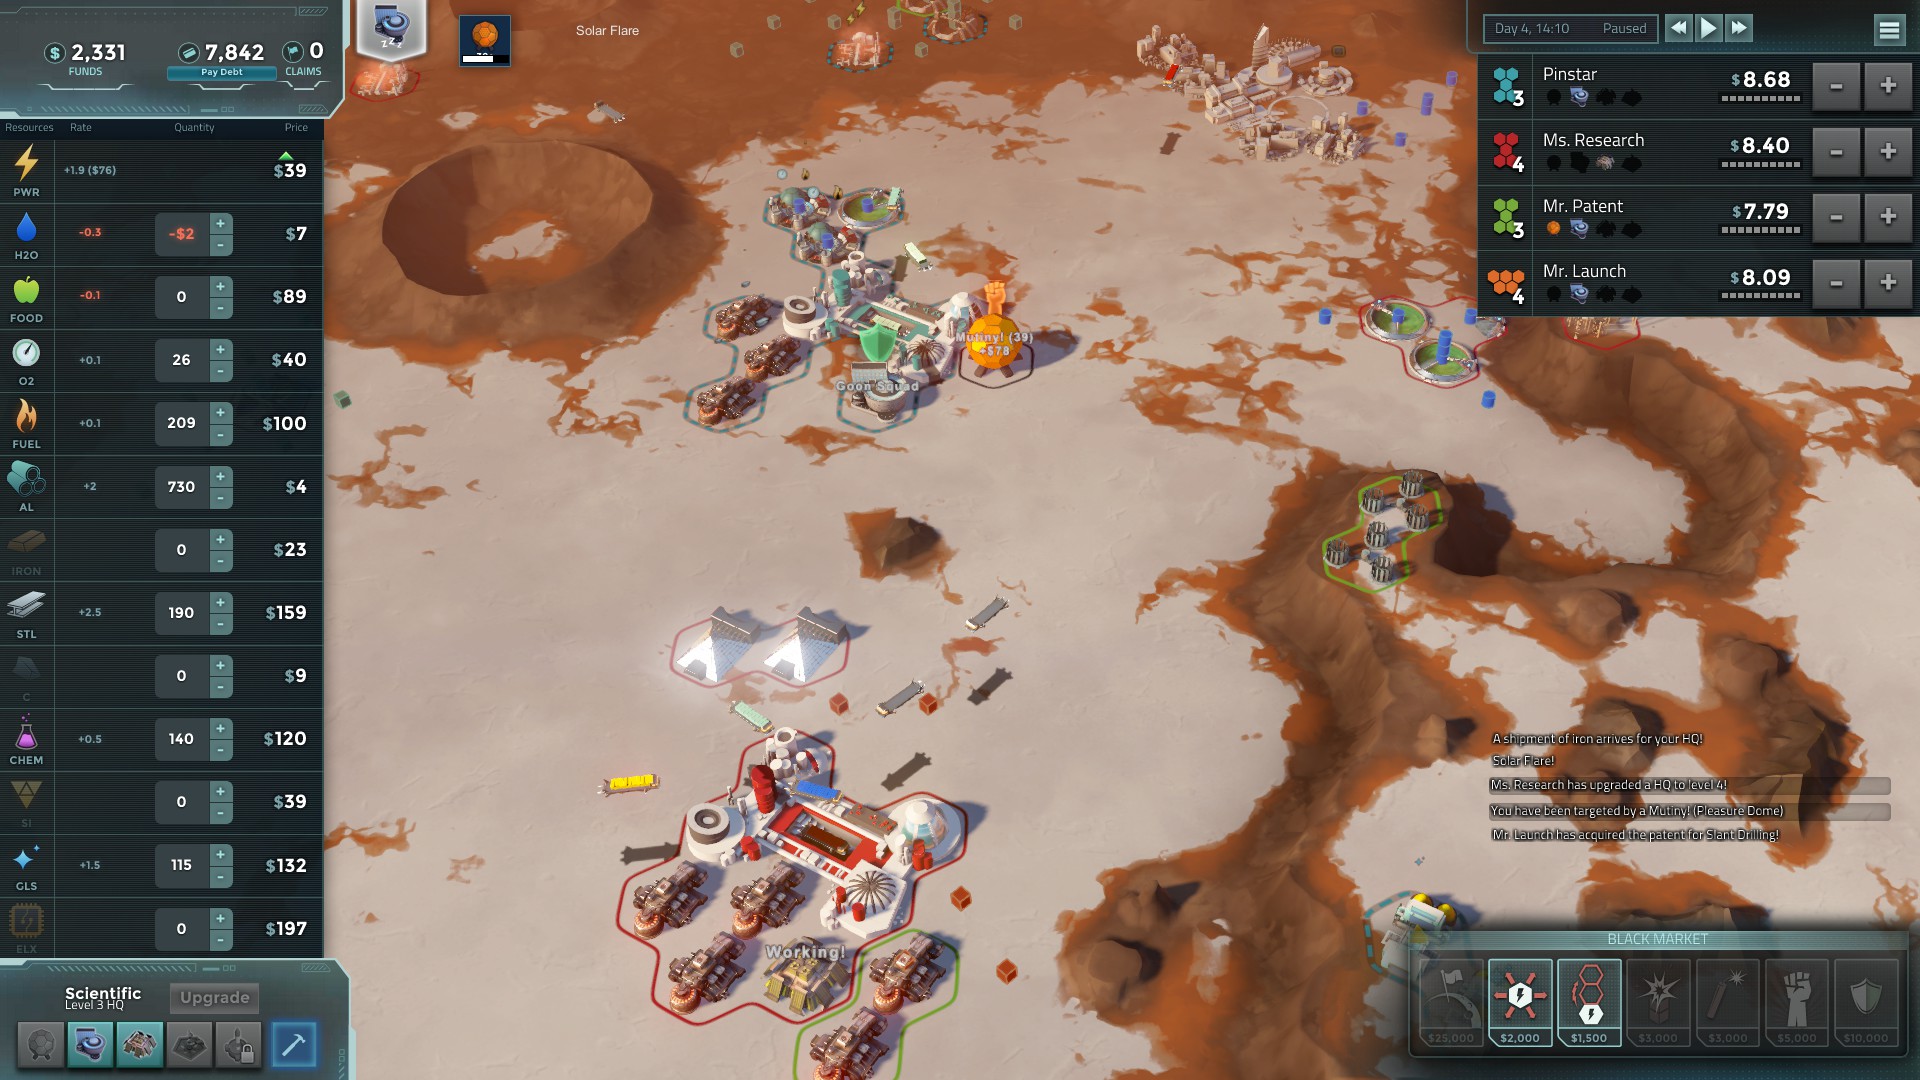 $ 2,331
FUNDS
7,842
Pay Debt
0
CLAIMS
Solar Flare
Day 4, 14:10 Paused
Resources Rate Quantity Price
PWR +1.9 ($76) $39
H2O -0.3 -$2 $7
FOOD -0.1 0 $89
O2 +0.1 26 $40
FUEL +0.1 209 $100
AL +2 730 $4
IRON 0 $23
STL +2.5 190 $159
C 0 $9
CHEM +0.5 140 $120
SI 0 $39
GLS +1.5 115 $132
ELX 0 $197
Scientific
Level 3 HQ
Upgrade
Pinstar $8.68
3
Ms. Research $8.40
4
Mr. Patent $7.79
3
Mr. Launch $8.09
4
Mutiny! (39)
+$78
Goon Squad
Working!
A shipment of iron arrives for your HQ!
Solar Flare!
Ms. Research has upgraded a HQ to level 4!
You have been targeted by a Mutiny! (Pleasure Dome)
Mr. Launch has acquired the patent for Slant Drilling!
BLACK MARKET
$25,000 $2,000 $1,500 $3,000 $3,000 $5,000 $10,000